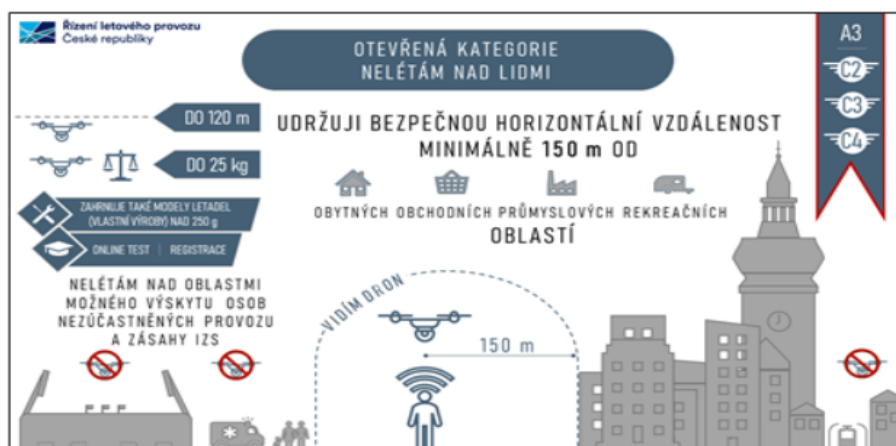 Řízení letového provozu
České republiky
OTEVŘENÁ KATEGORIE
NELÉTÁM NAD LIDMI
A3
C2
C3
C4
DO 120 m
DO 25 kg
UDRŽUJI BEZPEČNOU HORIZONTÁLNÍ VZDÁLENOST
MINIMÁLNĚ 150 m OD
OBYTNÝCH OBCHODNÍCH PRŮMYSLOVÝCH REKREAČNÍCH
OBLASTÍ
ZAHRNUJE TAKÉ MODELY LETADEL
(VLASTNÍ VÝROBY) NAD 250 g
ONLINE TEST | REGISTRACE
NELÉTÁM NAD OBLASTMI
MOŽNÉHO VÝSKYTU OSOB
NEZÚČASTNĚNÝCH PROVOZU
A ZÁSAHY IZS
VIDÍM DRON
150 m